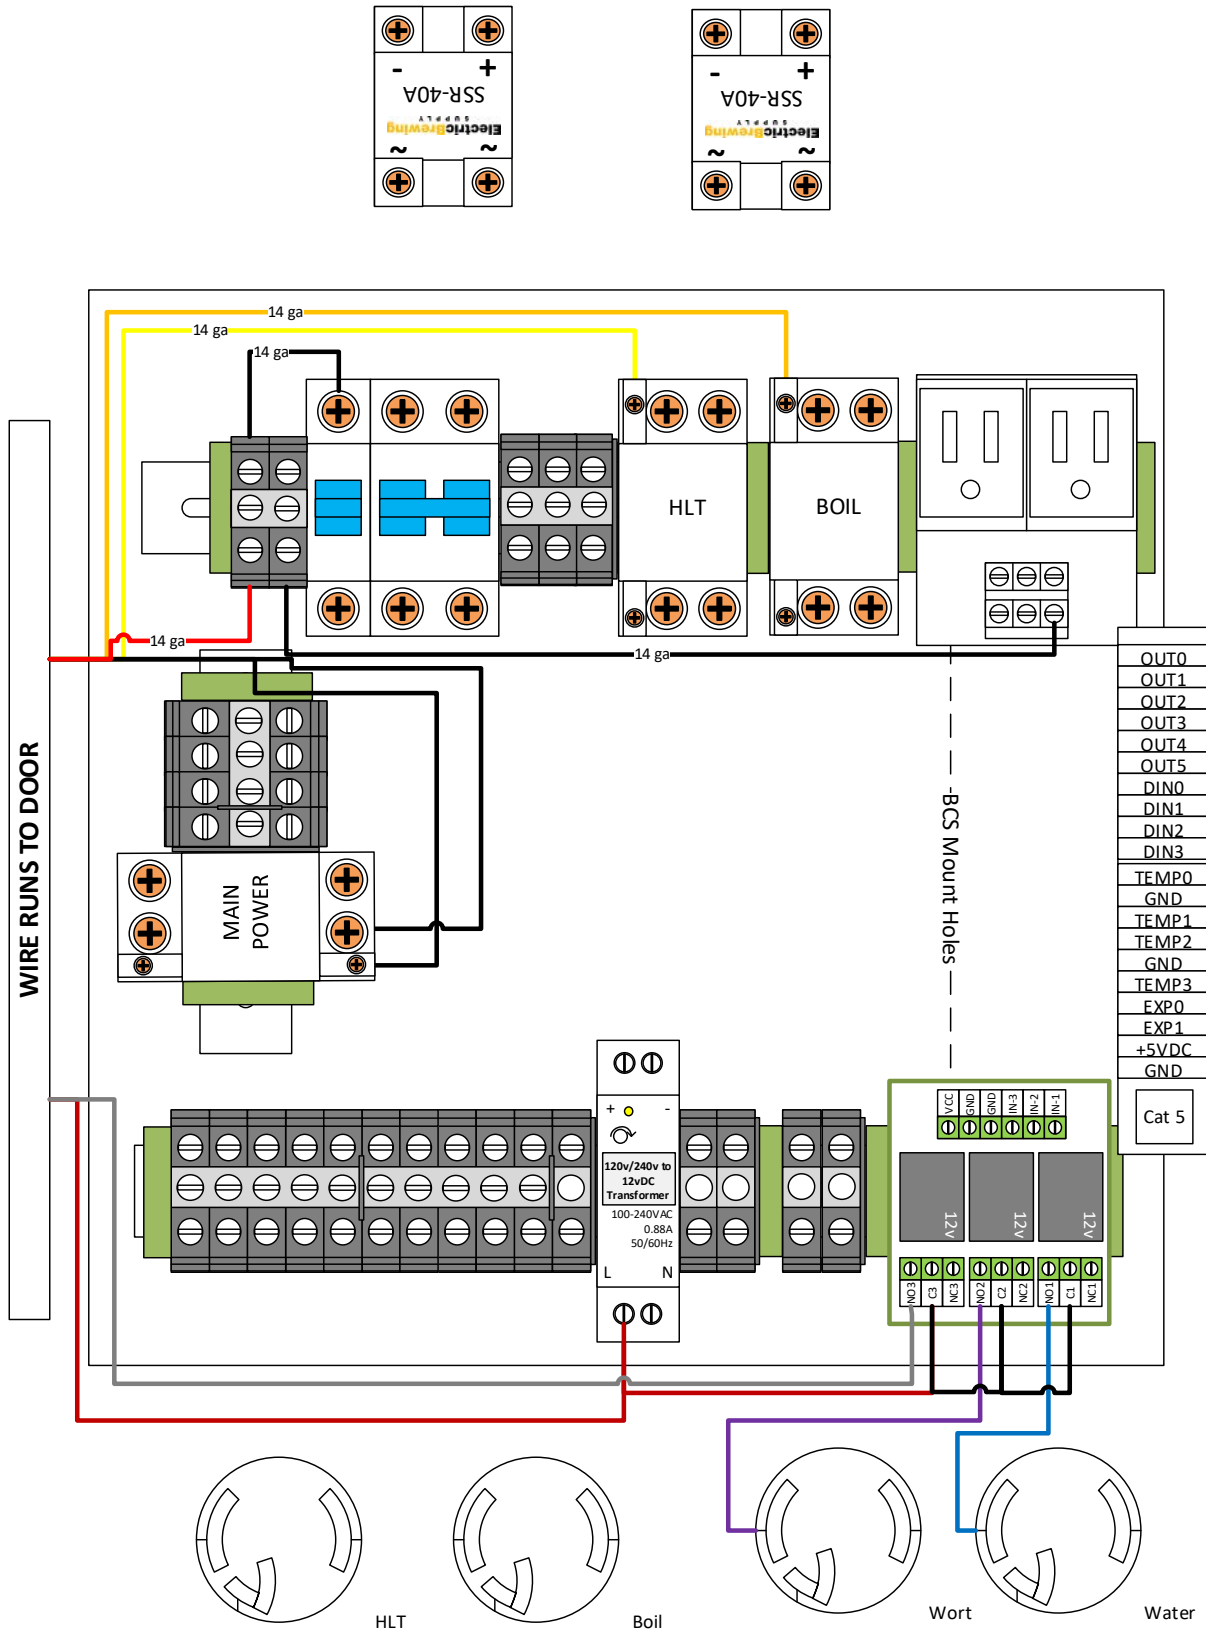 - +
SSR-40A
ElectricBrewing
SUPPLY
~ ~
- +
SSR-40A
ElectricBrewing
SUPPLY
~ ~
14 ga
14 ga
14 ga
HLT
BOIL
14 ga
14 ga
WIRE RUNS TO DOOR
MAIN
POWER
BCS Mount Holes
OUT0
OUT1
OUT2
OUT3
OUT4
OUT5
DIN0
DIN1
DIN2
DIN3
TEMP0
GND
TEMP1
TEMP2
GND
TEMP3
EXP0
EXP1
+5VDC
GND
Cat 5
+ -
120v/240v to
12vDC
Transformer
100-240VAC
0.88A
50/60Hz
L N
VCC
GND
GND
IN-3
IN-2
IN-1
12v
12v
12v
NO3
C3
NC3
NO2
C2
NC2
NO1
C1
NC1
HLT
Boil
Wort
Water